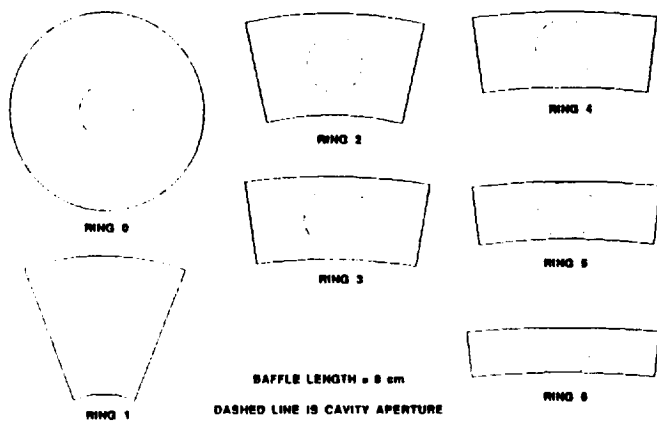 RING 0
RING 1
RING 2
RING 3
RING 4
RING 5
RING 6
BAFFLE LENGTH = 8 cm
DASHED LINE IS CAVITY APERTURE